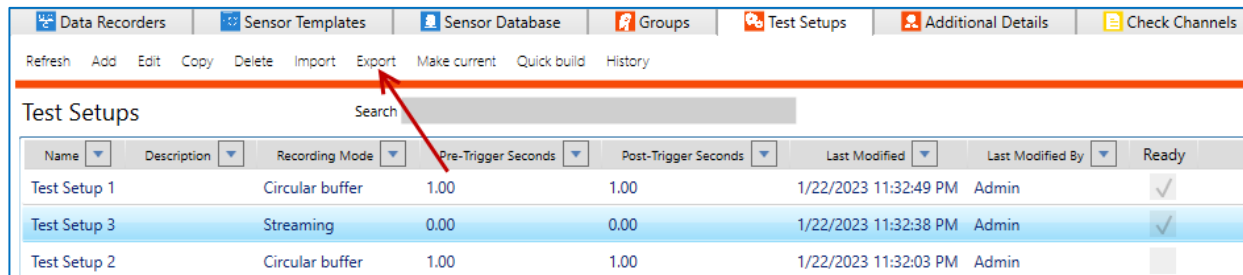 Data Recorders Sensor Templates Sensor Database Groups Test Setups Additional Details Check Channels
Refresh Add Edit Copy Delete Import Export Make current Quick build History
Test Setups Search
Name Description Recording Mode Pre-Trigger Seconds Post-Trigger Seconds Last Modified Last Modified By Ready
Test Setup 1 Circular buffer 1.00 1.00 1/22/2023 11:32:49 PM Admin
Test Setup 3 Streaming 0.00 0.00 1/22/2023 11:32:38 PM Admin
Test Setup 2 Circular buffer 1.00 1.00 1/22/2023 11:32:03 PM Admin